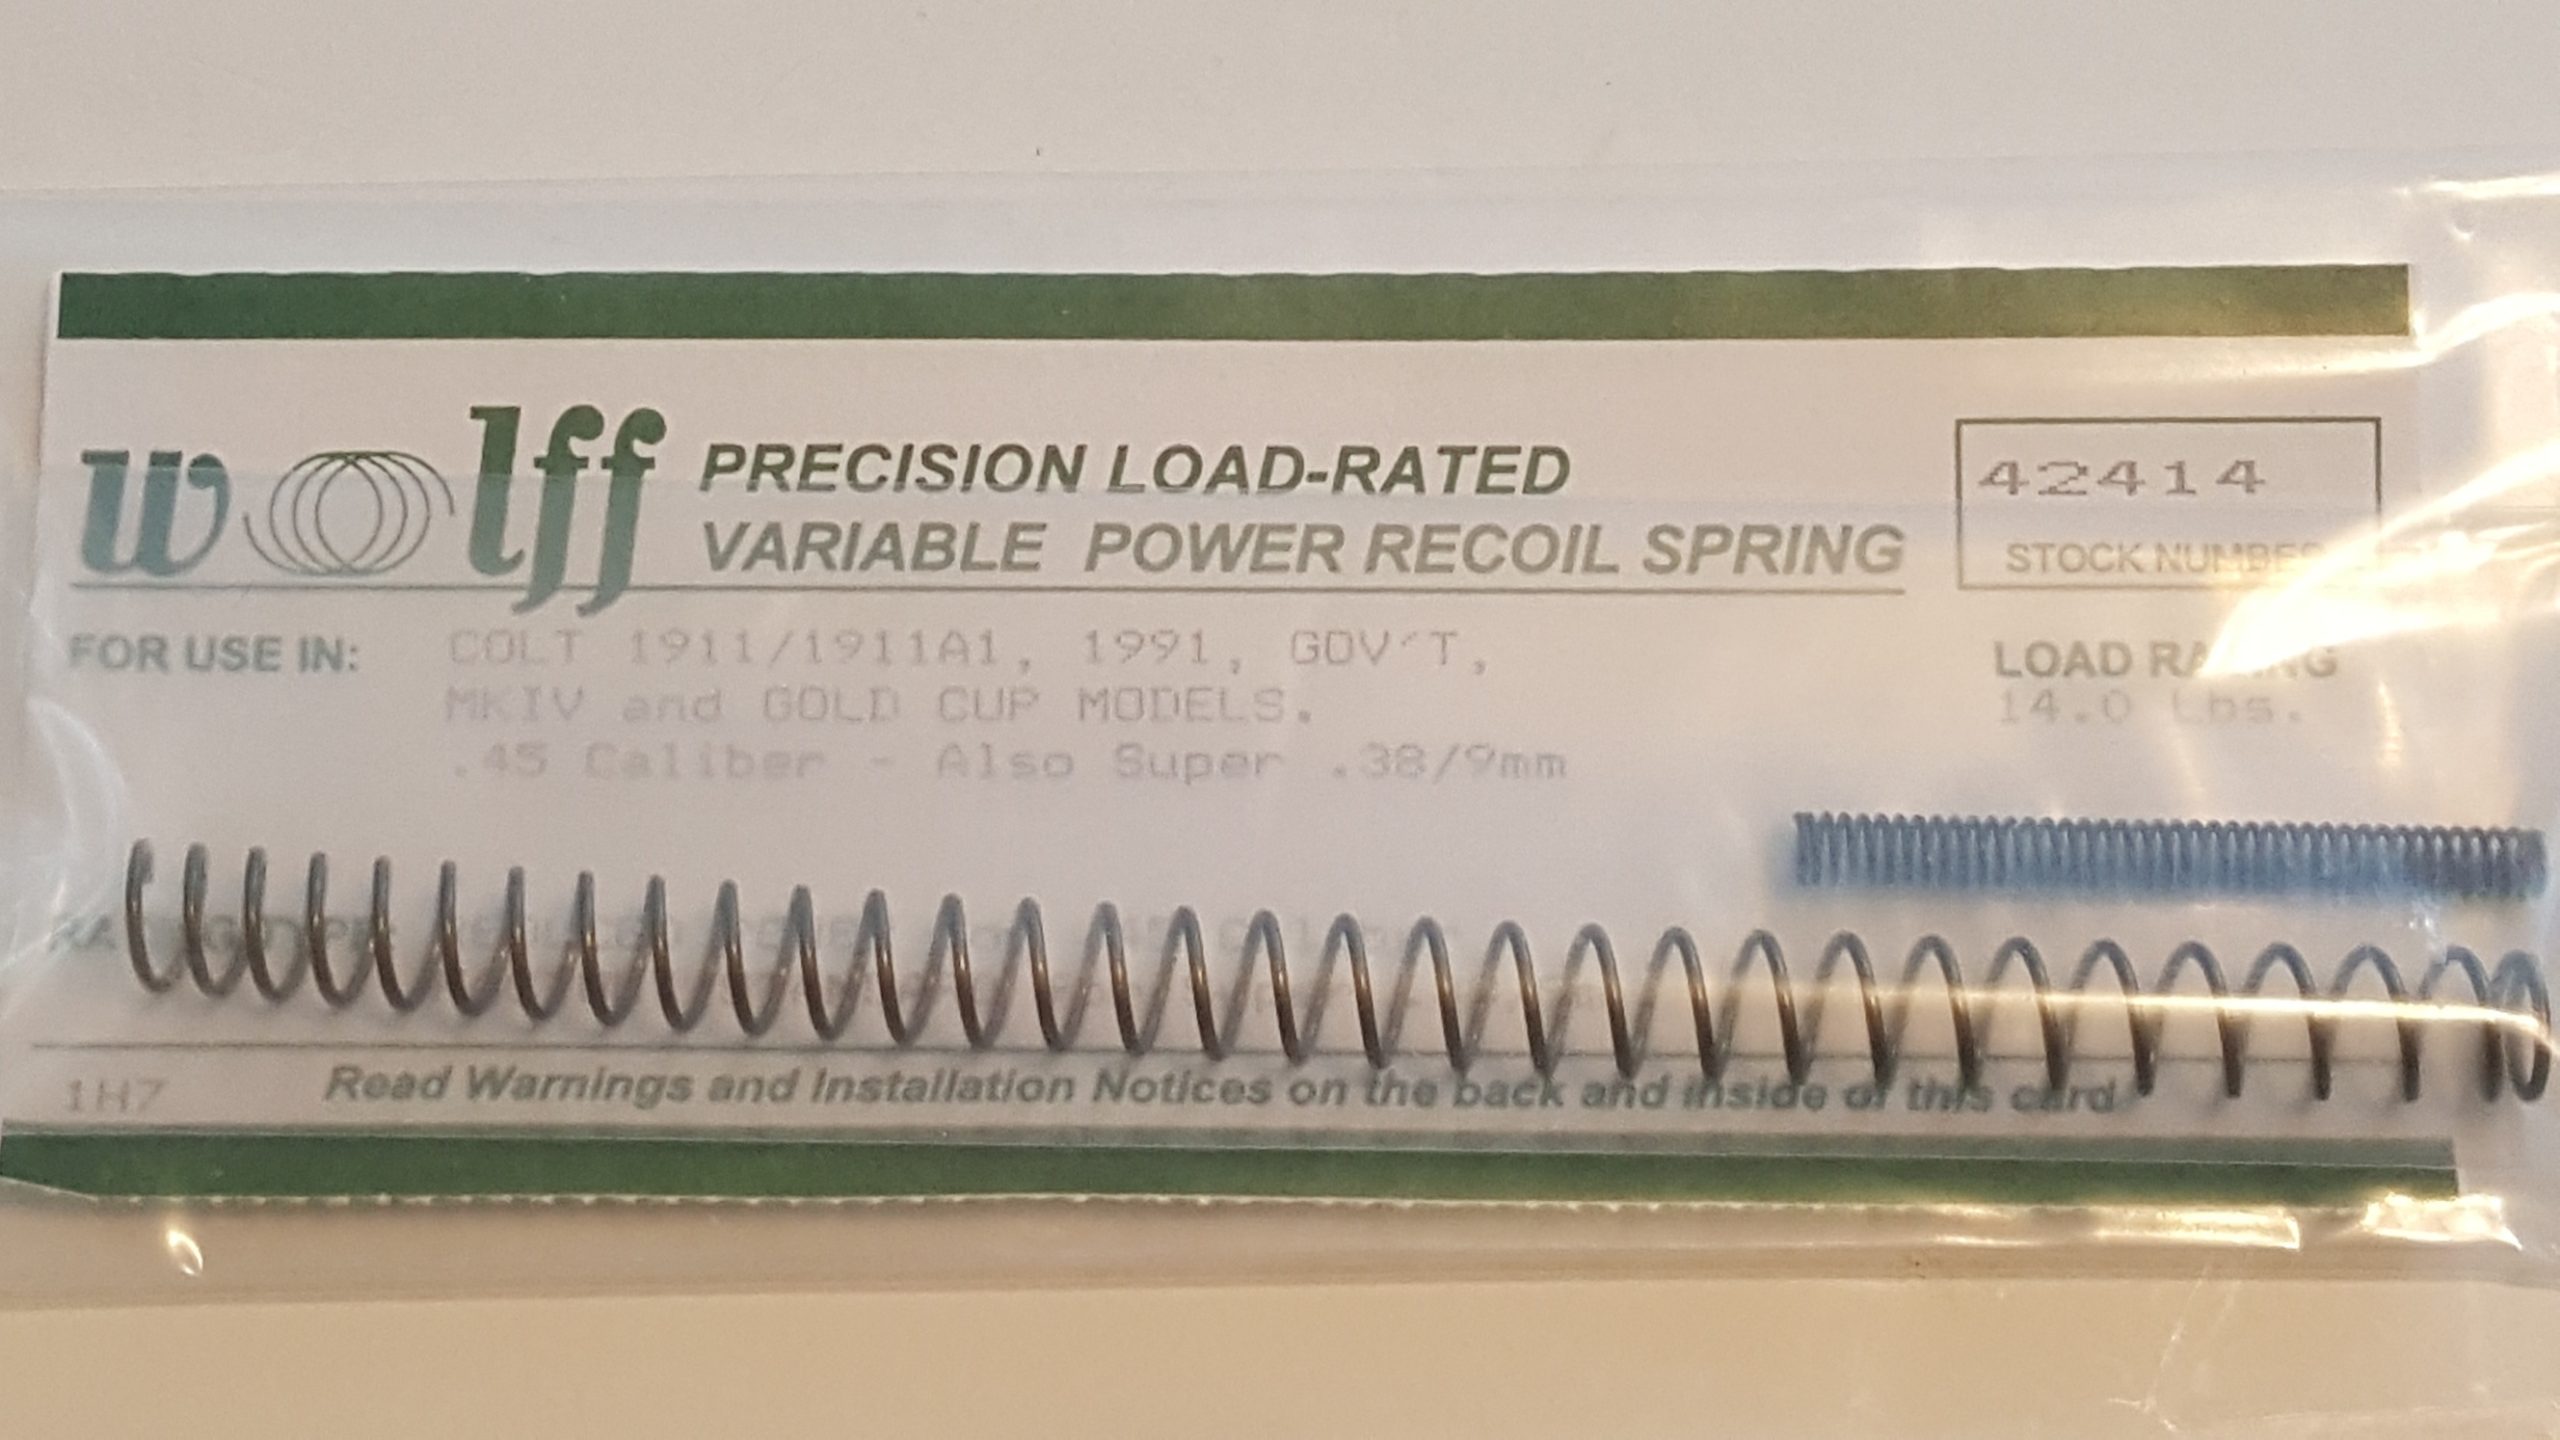 wolff PRECISION LOAD-RATED
VARIABLE POWER RECOIL SPRING
42414
STOCK NUMBER
FOR USE IN: COLT 1911/1911A1, 1991, GOV'T,
MKIV and GOLD CUP MODELS.
.45 Caliber - Also Super .38/9mm
LOAD RATING
14.0 Lbs.
1H7
Read Warnings and Installation Notices on the back and inside of this card